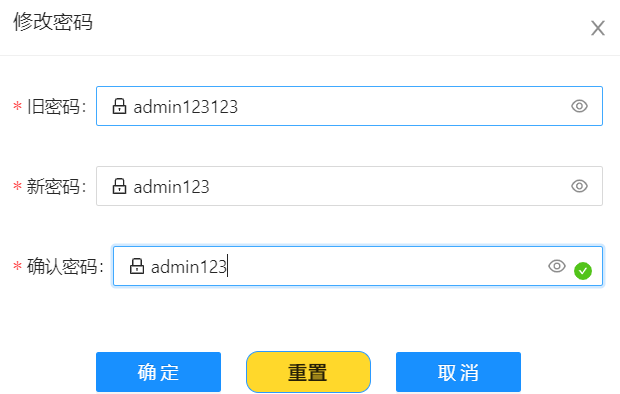 修改密码
* 旧密码： admin123123
* 新密码： admin123
* 确认密码： admin123
确定 重置 取消